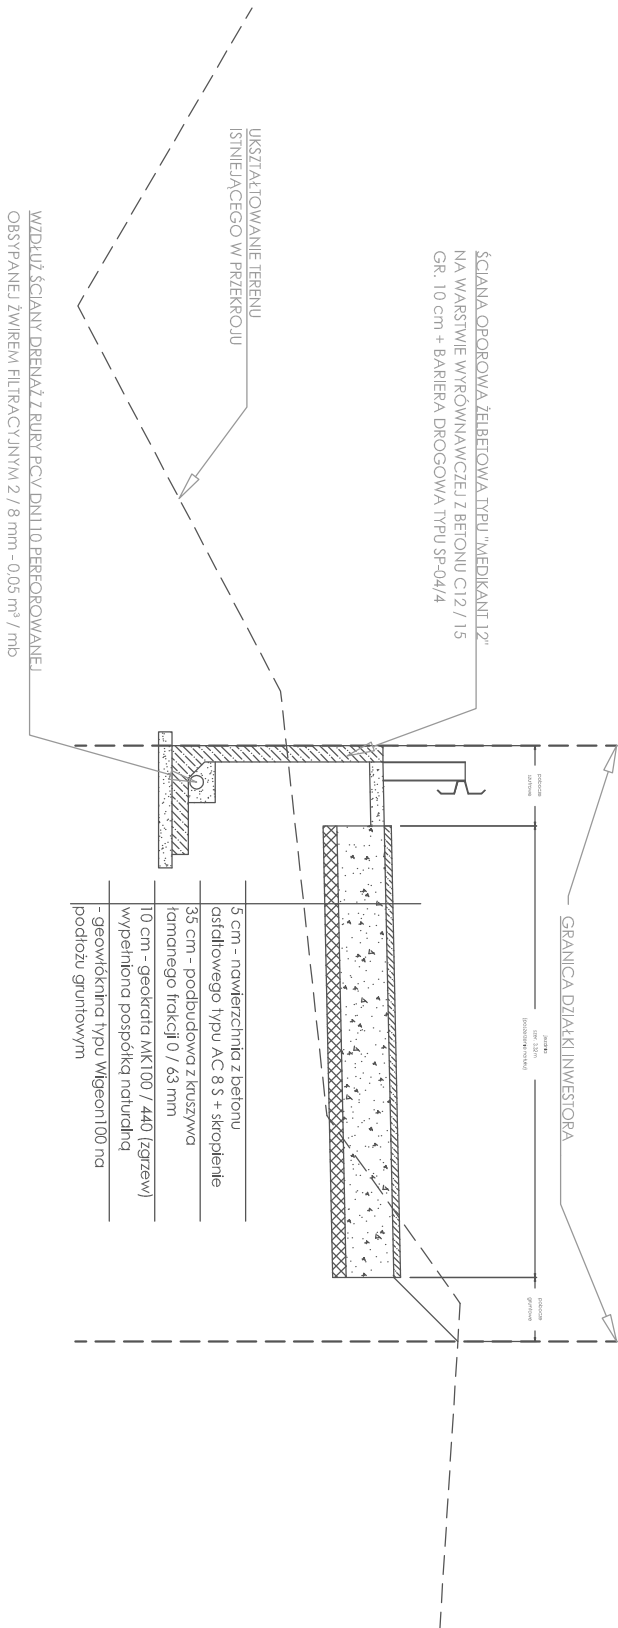 ŚCIANA OPOROWA ŻELBETOWA TYPU "MEDIKANT 12"
NA WARSTWIE WYRÓWNAWCZEJ Z BETONU C12 / 15
GR. 10 cm + BARIERA DROGOWA TYPU SP-04/4
UKSZTAŁTOWANIE TERENU
ISTNIEJĄCEGO W PRZEKROJU
WZDŁUŻ ŚCIANY DRENAŻ Z RURY PCV DN110 PERFOROWANEJ
OBSYPANEJ ŻWIREM FILTRACYJNYM 2 / 8 mm - 0,05 m³ / mb
GRANICA DZIAŁKI INWESTORA
pobocze
jezdnia
pobocze
gruntowe
5 cm - nawierzchnia z betonu
asfaltowego typu AC 8 S + skropienie
35 cm - podbudowa z kruszywa
łamanego frakcji 0 / 63 mm
10 cm - geokrata MK100 / 440 (zgrzew)
wypełniona pospółką naturalną
- geowłóknina typu Wigeon100 na
podłożu gruntowym